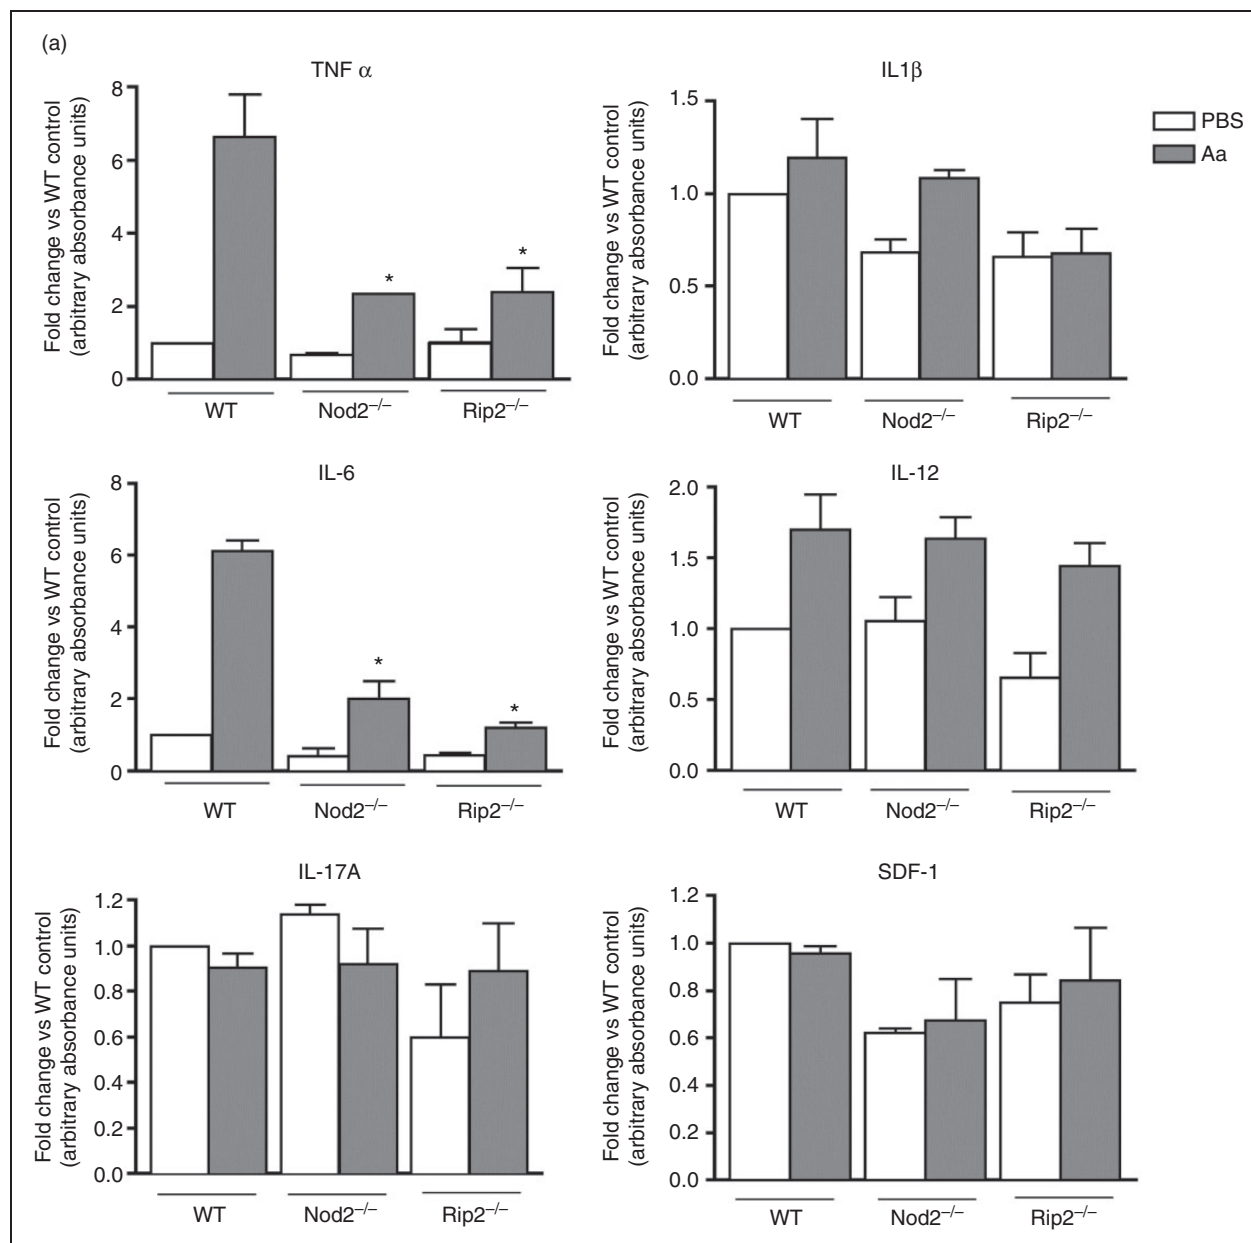 (a)
TNF α
Fold change vs WT control
(arbitrary absorbance units)
8
6
4
2
0
WT
Nod2–/–
Rip2–/–
IL1β
Fold change vs WT control
(arbitrary absorbance units)
1.5
1.0
0.5
0.0
WT
Nod2–/–
Rip2–/–
PBS
Aa
*
*
IL-6
Fold change vs WT control
(arbitrary absorbance units)
8
6
4
2
0
*
*
WT
Nod2–/–
Rip2–/–
IL-12
Fold change vs WT control
(arbitrary absorbance units)
2.0
1.5
1.0
0.5
0.0
WT
Nod2–/–
Rip2–/–
IL-17A
Fold change vs WT control
(arbitrary absorbance units)
1.2
1.0
0.8
0.6
0.4
0.2
0.0
WT
Nod2–/–
Rip2–/–
SDF-1
Fold change vs WT control
(arbitrary absorbance units)
1.2
1.0
0.8
0.6
0.4
0.2
0.0
WT
Nod2–/–
Rip2–/–